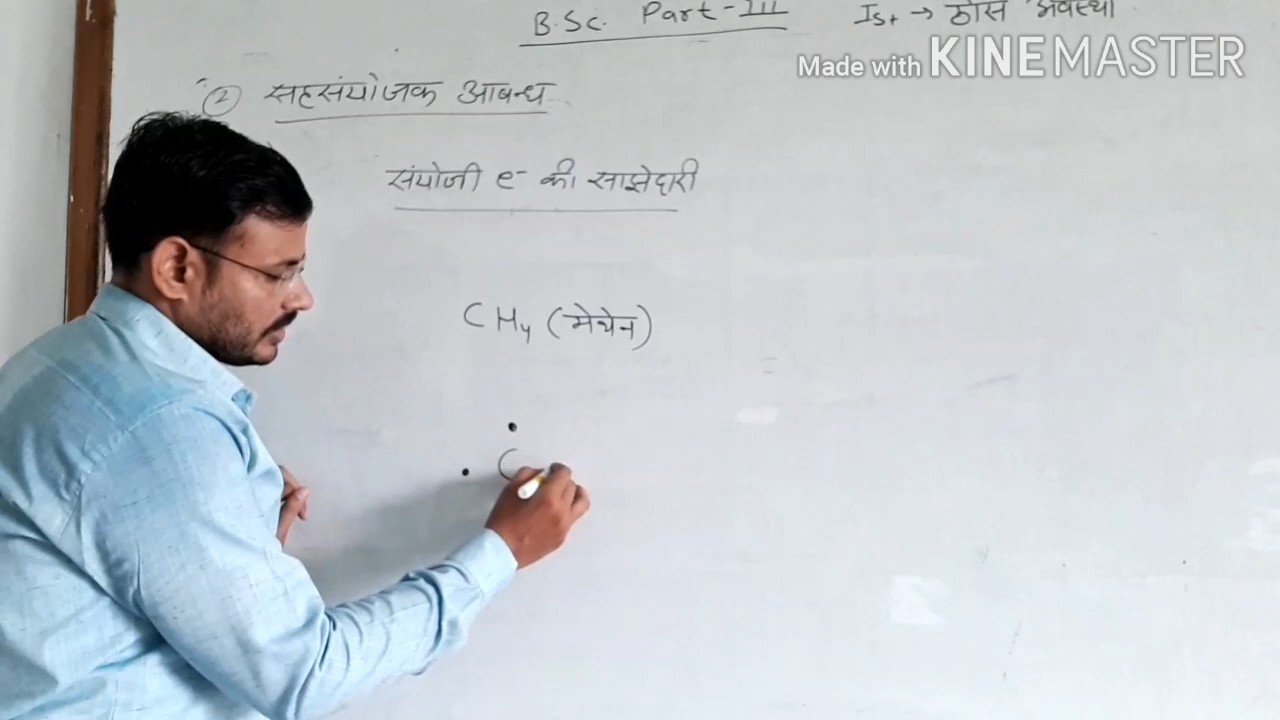 B.Sc. Part-III Ist → ठोस अवस्था
Made with KINEMASTER
② सहसंयोजक आबन्ध
संयोजी e- की साझेदारी
CH4 (मेथेन)
C